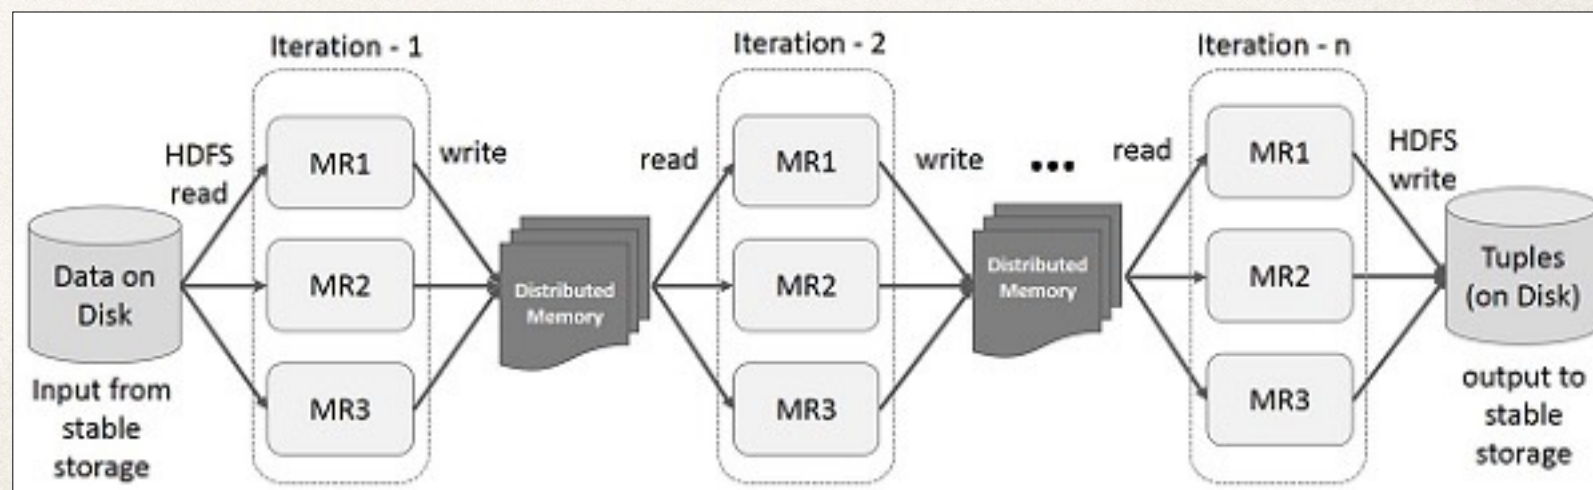 Iteration - 1
Iteration - 2
Iteration - n
HDFS
read
write
read
write
...
read
HDFS
write
MR1
MR2
MR3
MR1
MR2
MR3
MR1
MR2
MR3
Data on
Disk
Distributed
Memory
Distributed
Memory
Tuples
(on Disk)
Input from
stable
storage
output to
stable
storage